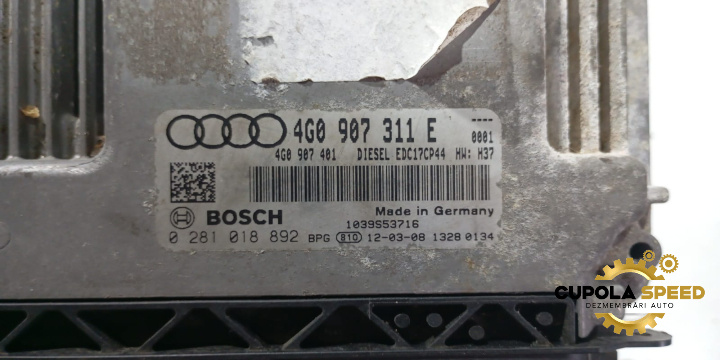 4G0 907 311 E
----
0001
4G0 907 401 DIESEL EDC17CP44 HW: H37
BOSCH
Made in Germany
1039S53716
0 281 018 892 BPG 810 12-03-08 1328 0134
CUPOLA SPEED
DEZMEMBRĂRI AUTO